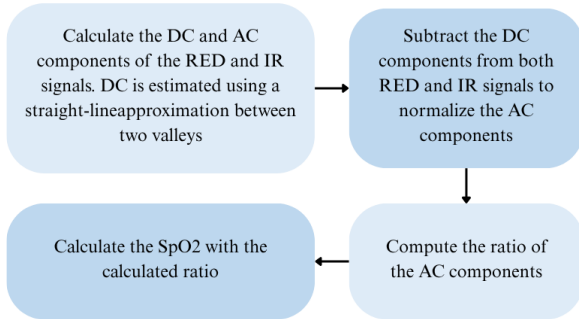 Calculate the DC and AC
components of the RED and IR
signals. DC is estimated using a
straight-lineapproximation between
two valleys
Subtract the DC
components from both
RED and IR signals to
normalize the AC
components
Compute the ratio of
the AC components
Calculate the SpO2 with the
calculated ratio